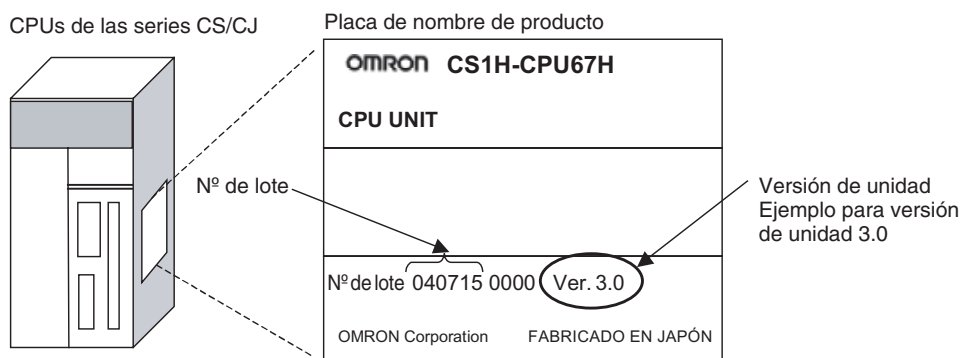 CPUs de las series CS/CJ
Placa de nombre de producto
OMRON CS1H-CPU67H
CPU UNIT
Nº de lote
Versión de unidad
Ejemplo para versión
de unidad 3.0
Nº de lote 040715 0000 Ver. 3.0
OMRON Corporation FABRICADO EN JAPÓN